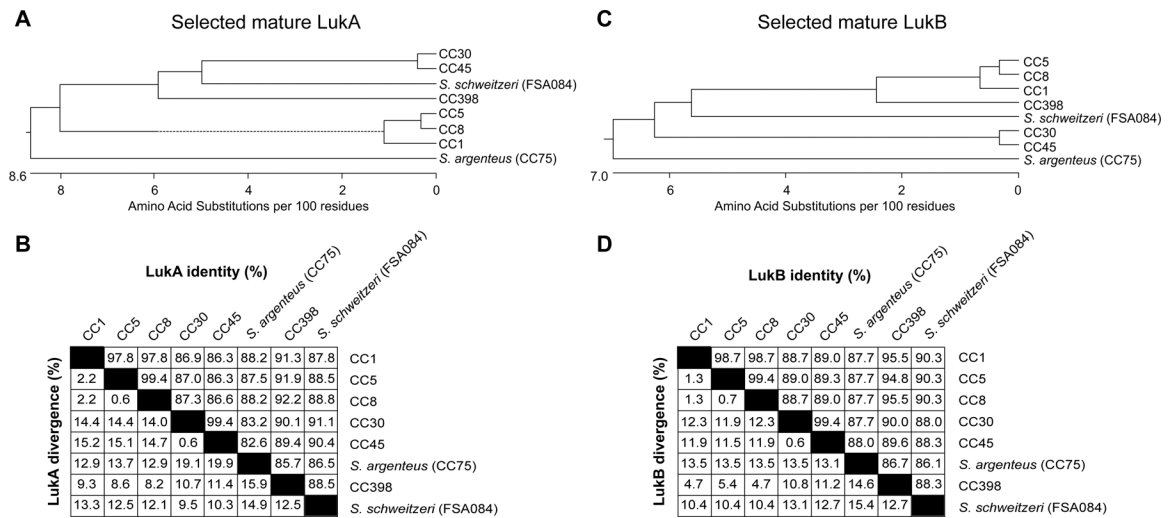 A
Selected mature LukA
CC30
CC45
S. schweitzeri (FSA084)
CC398
CC5
CC8
CC1
S. argenteus (CC75)
8.6
8 6 4 2 0
Amino Acid Substitutions per 100 residues
B
LukA identity (%)
CC1 CC5 CC8 CC30 CC45 S. argenteus (CC75) CC398 S. schweitzeri (FSA084)
LukA divergence (%)
97.8 97.8 86.9 86.3 88.2 91.3 87.8 CC1
2.2 99.4 87.0 86.3 87.5 91.9 88.5 CC5
2.2 0.6 87.3 86.6 88.2 92.2 88.8 CC8
14.4 14.4 14.0 99.4 83.2 90.1 91.1 CC30
15.2 15.1 14.7 0.6 82.6 89.4 90.4 CC45
12.9 13.7 12.9 19.1 19.9 85.7 86.5 S. argenteus (CC75)
9.3 8.6 8.2 10.7 11.4 15.9 88.5 CC398
13.3 12.5 12.1 9.5 10.3 14.9 12.5 S. schweitzeri (FSA084)
C
Selected mature LukB
CC5
CC8
CC1
CC398
S. schweitzeri (FSA084)
CC30
CC45
S. argenteus (CC75)
7.0
6 4 2 0
Amino Acid Substitutions per 100 residues
D
LukB identity (%)
CC1 CC5 CC8 CC30 CC45 S. argenteus (CC75) CC398 S. schweitzeri (FSA084)
LukB divergence (%)
98.7 98.7 88.7 89.0 87.7 95.5 90.3 CC1
1.3 99.4 89.0 89.3 87.7 94.8 90.3 CC5
1.3 0.7 88.7 89.0 87.7 95.5 90.3 CC8
12.3 11.9 12.3 99.4 87.7 90.0 88.0 CC30
11.9 11.5 11.9 0.6 88.0 89.6 88.3 CC45
13.5 13.5 13.5 13.5 13.1 86.7 86.1 S. argenteus (CC75)
4.7 5.4 4.7 10.8 11.2 14.6 88.3 CC398
10.4 10.4 10.4 13.1 12.7 15.4 12.7 S. schweitzeri (FSA084)